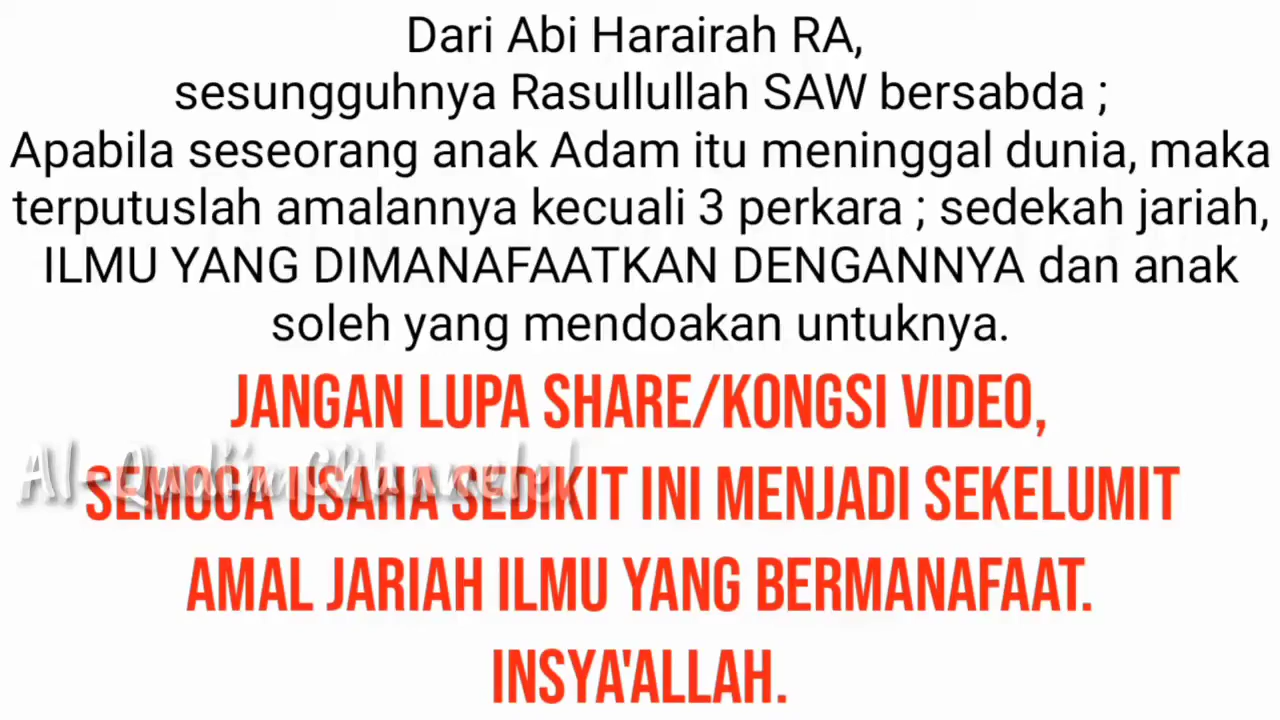 Dari Abi Harairah RA,
sesungguhnya Rasullullah SAW bersabda ;
Apabila seseorang anak Adam itu meninggal dunia, maka
terputuslah amalannya kecuali 3 perkara ; sedekah jariah,
ILMU YANG DIMANAFAATKAN DENGANNYA dan anak
soleh yang mendoakan untuknya.
JANGAN LUPA SHARE/KONGSI VIDEO,
SEMOGA USAHA SEDIKIT INI MENJADI SEKELUMIT
AMAL JARIAH ILMU YANG BERMANAFAAT.
INSYA'ALLAH.